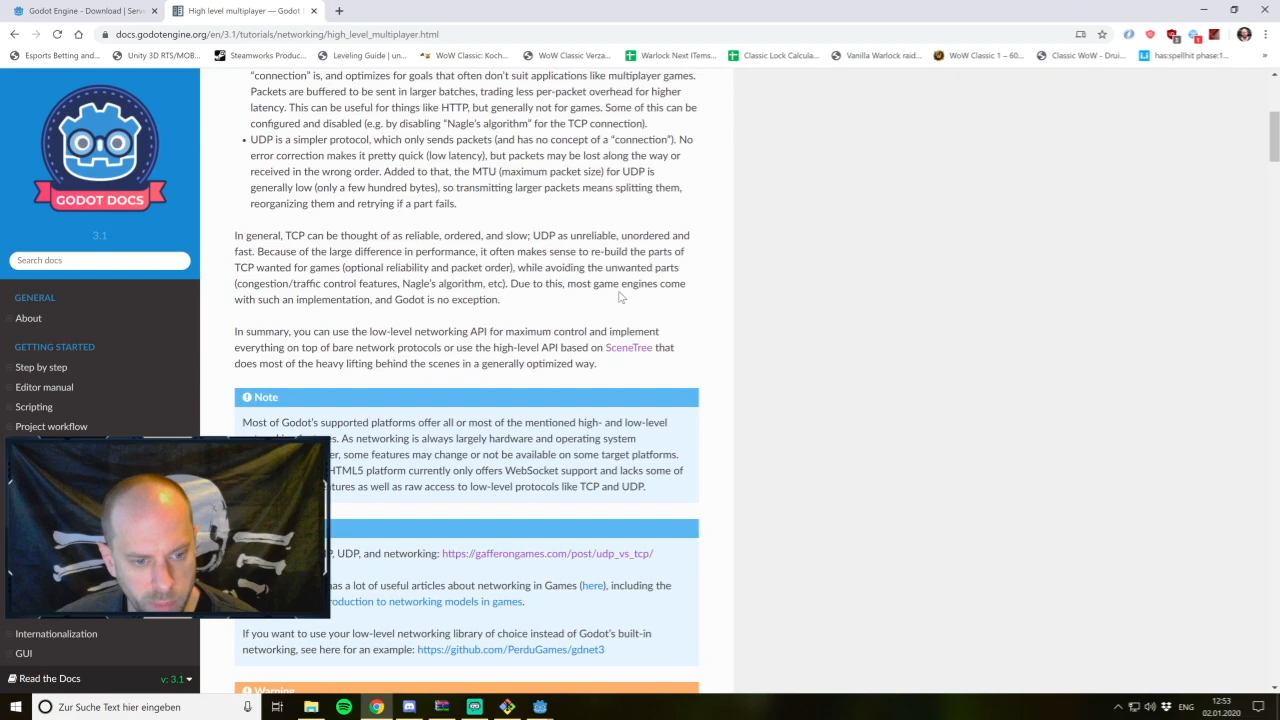 Godot Engine - Download | Serv
High level multiplayer — Godot
docs.godotengine.org/en/3.1/tutorials/networking/high_level_multiplayer.html
Esports Betting and...
Unity 3D RTS/MOB...
Steamworks Produc...
Leveling Guide | un...
WoW Classic: Koch...
WoW Classic Verza...
Warlock Next ITems...
Classic Lock Calcula...
Vanilla Warlock raid...
WoW Classic 1 – 60...
Classic WoW - Drui...
has:spellhit phase:1...
»
GODOT DOCS
3.1
Search docs
GENERAL
About
GETTING STARTED
Step by step
Editor manual
Scripting
Project workflow
Internationalization
GUI
Read the Docs
v: 3.1
"connection" is, and optimizes for goals that often don't suit applications like multiplayer games.
Packets are buffered to be sent in larger batches, trading less per-packet overhead for higher
latency. This can be useful for things like HTTP, but generally not for games. Some of this can be
configured and disabled (e.g. by disabling "Nagle's algorithm" for the TCP connection).
• UDP is a simpler protocol, which only sends packets (and has no concept of a "connection"). No
error correction makes it pretty quick (low latency), but packets may be lost along the way or
received in the wrong order. Added to that, the MTU (maximum packet size) for UDP is
generally low (only a few hundred bytes), so transmitting larger packets means splitting them,
reorganizing them and retrying if a part fails.
In general, TCP can be thought of as reliable, ordered, and slow; UDP as unreliable, unordered and
fast. Because of the large difference in performance, it often makes sense to re-build the parts of
TCP wanted for games (optional reliability and packet order), while avoiding the unwanted parts
(congestion/traffic control features, Nagle's algorithm, etc). Due to this, most game engines come
with such an implementation, and Godot is no exception.
In summary, you can use the low-level networking API for maximum control and implement
everything on top of bare network protocols or use the high-level API based on SceneTree that
does most of the heavy lifting behind the scenes in a generally optimized way.
Note
Most of Godot's supported platforms offer all or most of the mentioned high- and low-level
es. As networking is always largely hardware and operating system
er, some features may change or not be available on some target platforms.
HTML5 platform currently only offers WebSocket support and lacks some of
tures as well as raw access to low-level protocols like TCP and UDP.
P, UDP, and networking: https://gafferongames.com/post/udp_vs_tcp/
has a lot of useful articles about networking in Games (here), including the
roduction to networking models in games.
If you want to use your low-level networking library of choice instead of Godot's built-in
networking, see here for an example: https://github.com/PerduGames/gdnet3
Warning
Zur Suche Text hier eingeben
ENG
12:53
02.01.2020